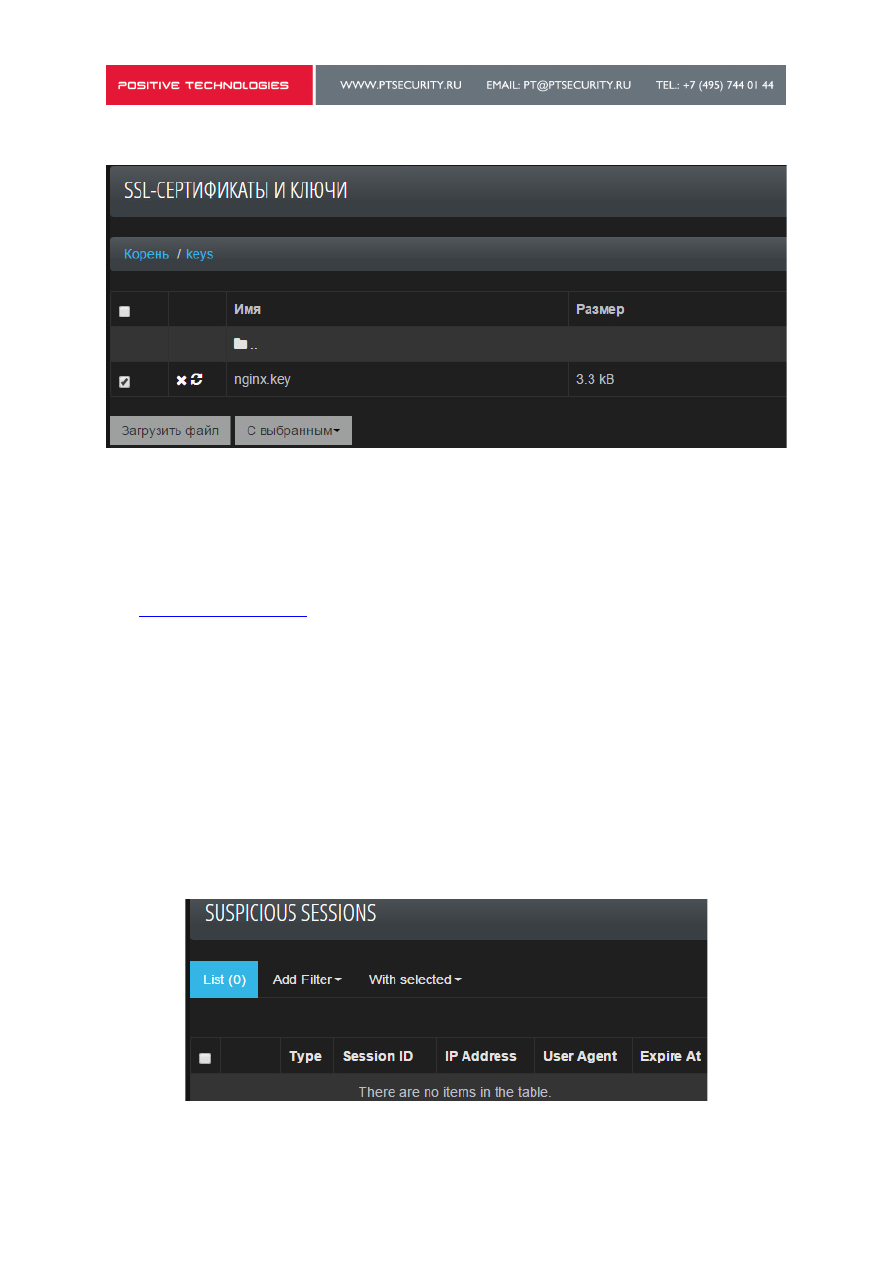 POSITIVE TECHNOLOGIES WWW.PTSECURITY.RU EMAIL: PT@PTSECURITY.RU TEL.: +7 (495) 744 01 44
SSL-СЕРТИФИКАТЫ И КЛЮЧИ
Корень / keys
Имя Размер
..
nginx.key 3.3 kB
Загрузить файл С выбранным
SUSPICIOUS SESSIONS
List (0) Add Filter With selected
Type Session ID IP Address User Agent Expire At
There are no items in the table.